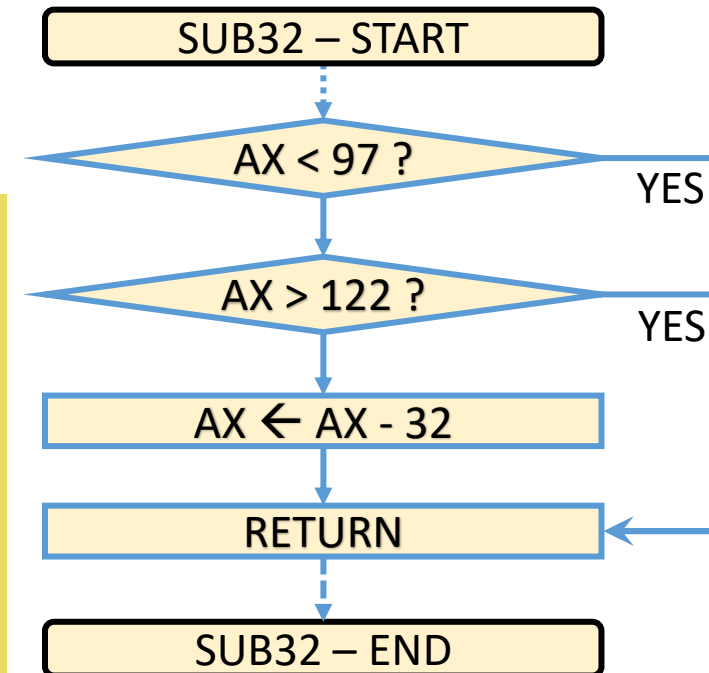 SUB32 – START
AX < 97 ?
YES
AX > 122 ?
YES
AX ← AX - 32
RETURN
SUB32 – END